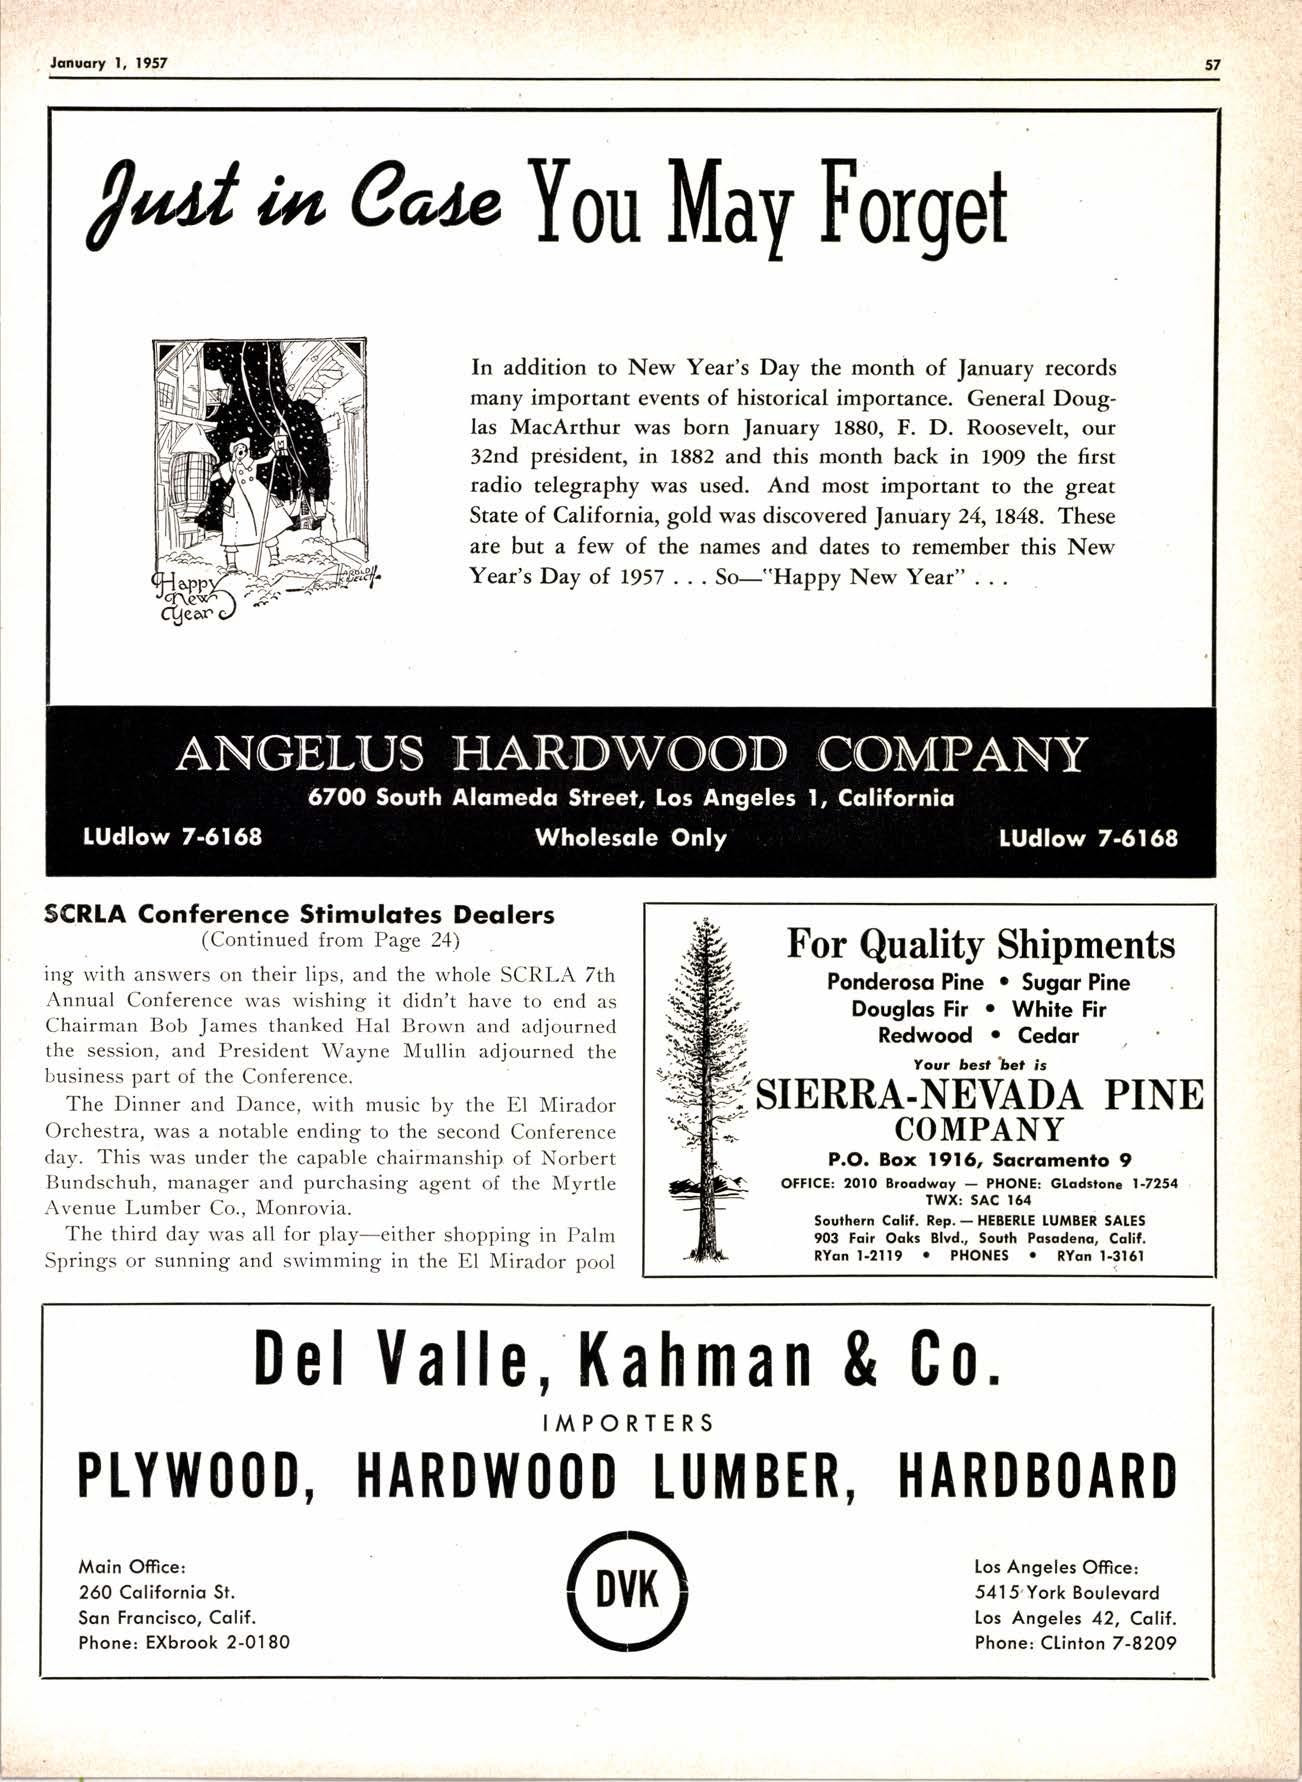 January 1, 1957
57
Just in Case You May Forget
In addition to New Year's Day the month of January records
many important events of historical importance. General Doug-
las MacArthur was born January 1880, F. D. Roosevelt, our
32nd president, in 1882 and this month back in 1909 the first
radio telegraphy was used. And most important to the great
State of California, gold was discovered January 24, 1848. These
are but a few of the names and dates to remember this New
Year's Day of 1957 . . . So—"Happy New Year" . . .
Happy
New
Year
HAROLD
ANGELUS HARDWOOD COMPANY
6700 South Alameda Street, Los Angeles 1, California
LUdlow 7-6168
Wholesale Only
LUdlow 7-6168
SCRLA Conference Stimulates Dealers
(Continued from Page 24)
ing with answers on their lips, and the whole SCRLA 7th
Annual Conference was wishing it didn't have to end as
Chairman Bob James thanked Hal Brown and adjourned
the session, and President Wayne Mullin adjourned the
business part of the Conference.
The Dinner and Dance, with music by the El Mirador
Orchestra, was a notable ending to the second Conference
day. This was under the capable chairmanship of Norbert
Bundschuh, manager and purchasing agent of the Myrtle
Avenue Lumber Co., Monrovia.
The third day was all for play—either shopping in Palm
Springs or sunning and swimming in the El Mirador pool
For Quality Shipments
Ponderosa Pine • Sugar Pine
Douglas Fir • White Fir
Redwood • Cedar
Your best bet is
SIERRA-NEVADA PINE
COMPANY
P.O. Box 1916, Sacramento 9
OFFICE: 2010 Broadway — PHONE: GLadstone 1-7254
TWX: SAC 164
Southern Calif. Rep. — HEBERLE LUMBER SALES
903 Fair Oaks Blvd., South Pasadena, Calif.
RYan 1-2119 • PHONES • RYan 1-3161
Del Valle, Kahman & Co.
IMPORTERS
PLYWOOD, HARDWOOD LUMBER, HARDBOARD
Main Office:
260 California St.
San Francisco, Calif.
Phone: EXbrook 2-0180
DVK
Los Angeles Office:
5415 York Boulevard
Los Angeles 42, Calif.
Phone: CLinton 7-8209